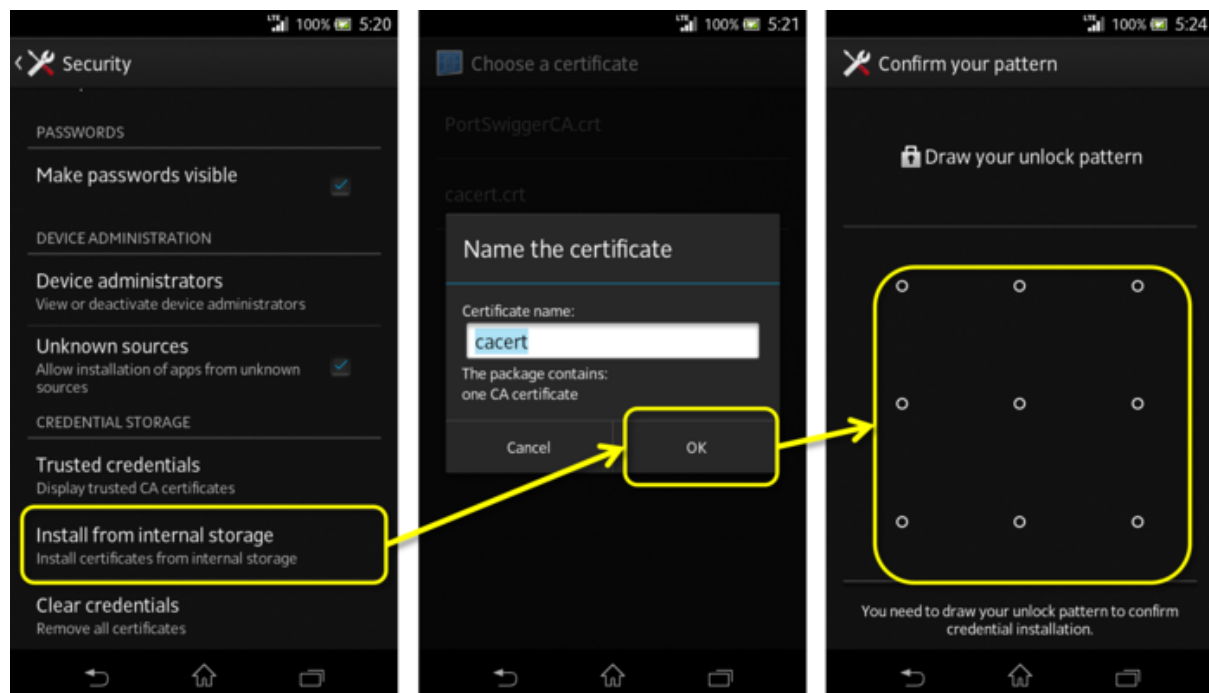 100% 5:20
Security
PASSWORDS
Make passwords visible
DEVICE ADMINISTRATION
Device administrators
View or deactivate device administrators
Unknown sources
Allow installation of apps from unknown
sources
CREDENTIAL STORAGE
Trusted credentials
Display trusted CA certificates
Install from internal storage
Install certificates from internal storage
Clear credentials
Remove all certificates
LTE 100% 5:21
Choose a certificate
PortSwiggerCA.crt
cacert.crt
Name the certificate
Certificate name:
cacert
The package contains:
one CA certificate
Cancel OK
LTE 100% 5:24
Confirm your pattern
Draw your unlock pattern
You need to draw your unlock pattern to confirm
credential installation.